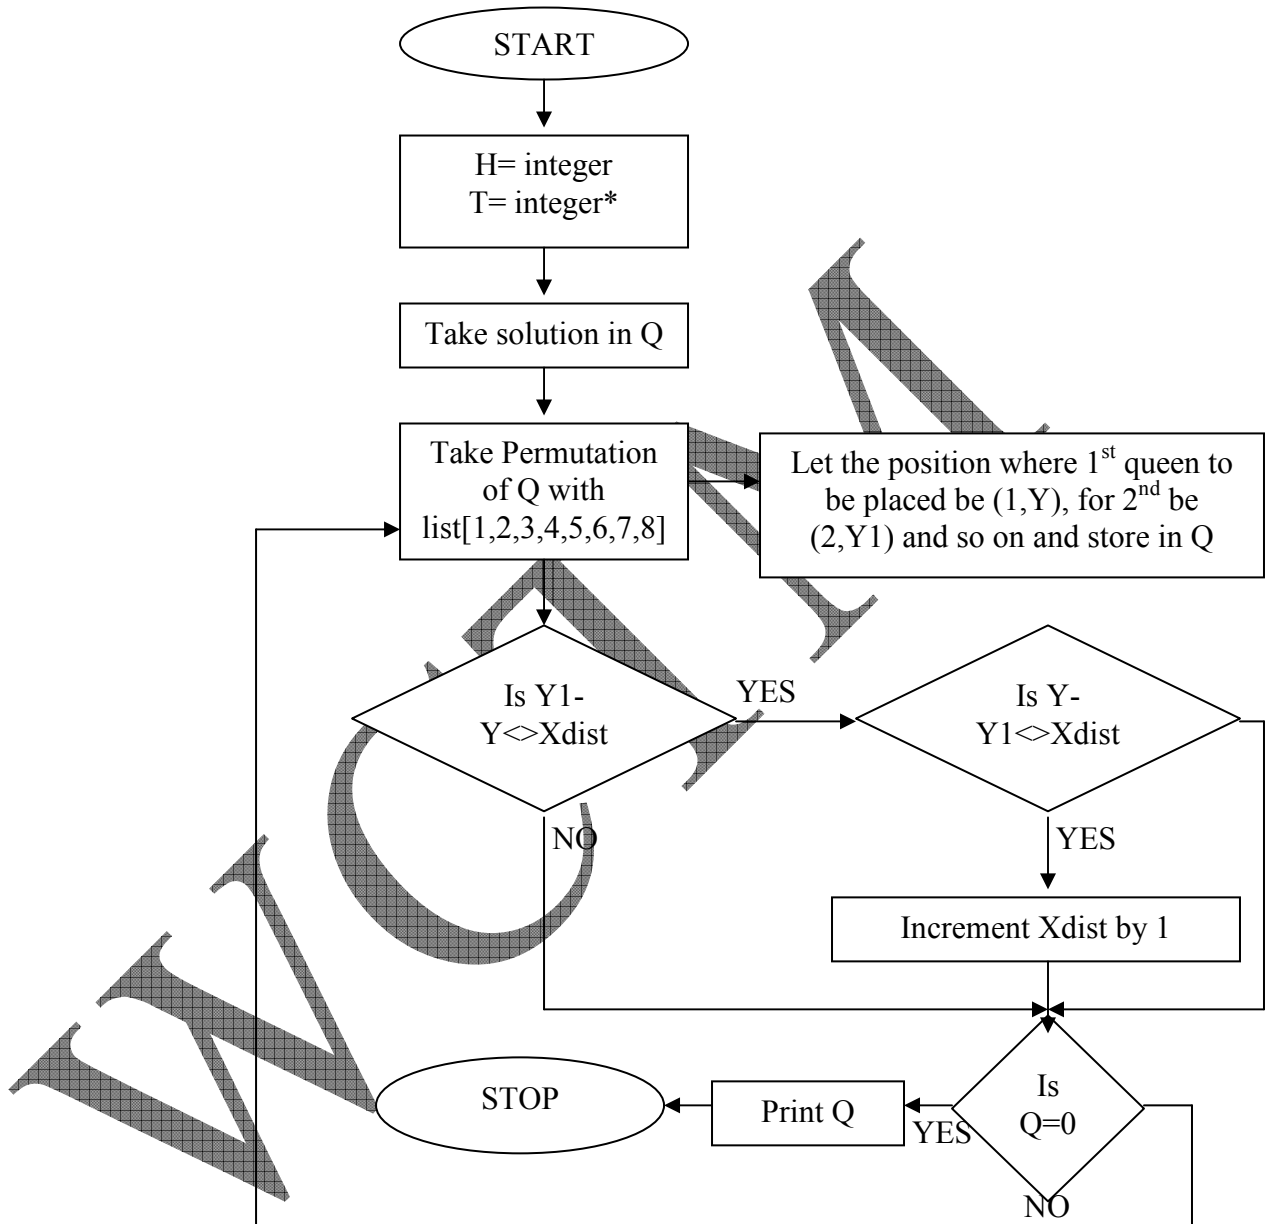 START
H= integer
T= integer*
Take solution in Q
Take Permutation
of Q with
list[1,2,3,4,5,6,7,8]
Let the position where 1st queen to
be placed be (1,Y), for 2nd be
(2,Y1) and so on and store in Q
Is Y1-
Y<>Xdist
YES
Is Y-
Y1<>Xdist
NO
YES
Increment Xdist by 1
STOP
Print Q
YES
Is
Q=0
NO
WCTM